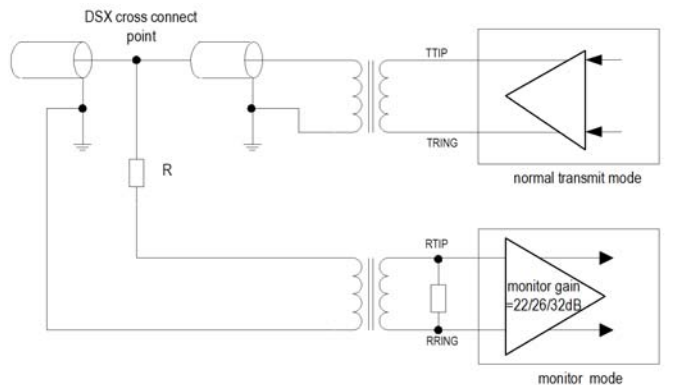 DSX cross connect
point
TTIP
TRING
normal transmit mode
R
RTIP
monitor gain
=22/26/32dB
RRING
monitor mode